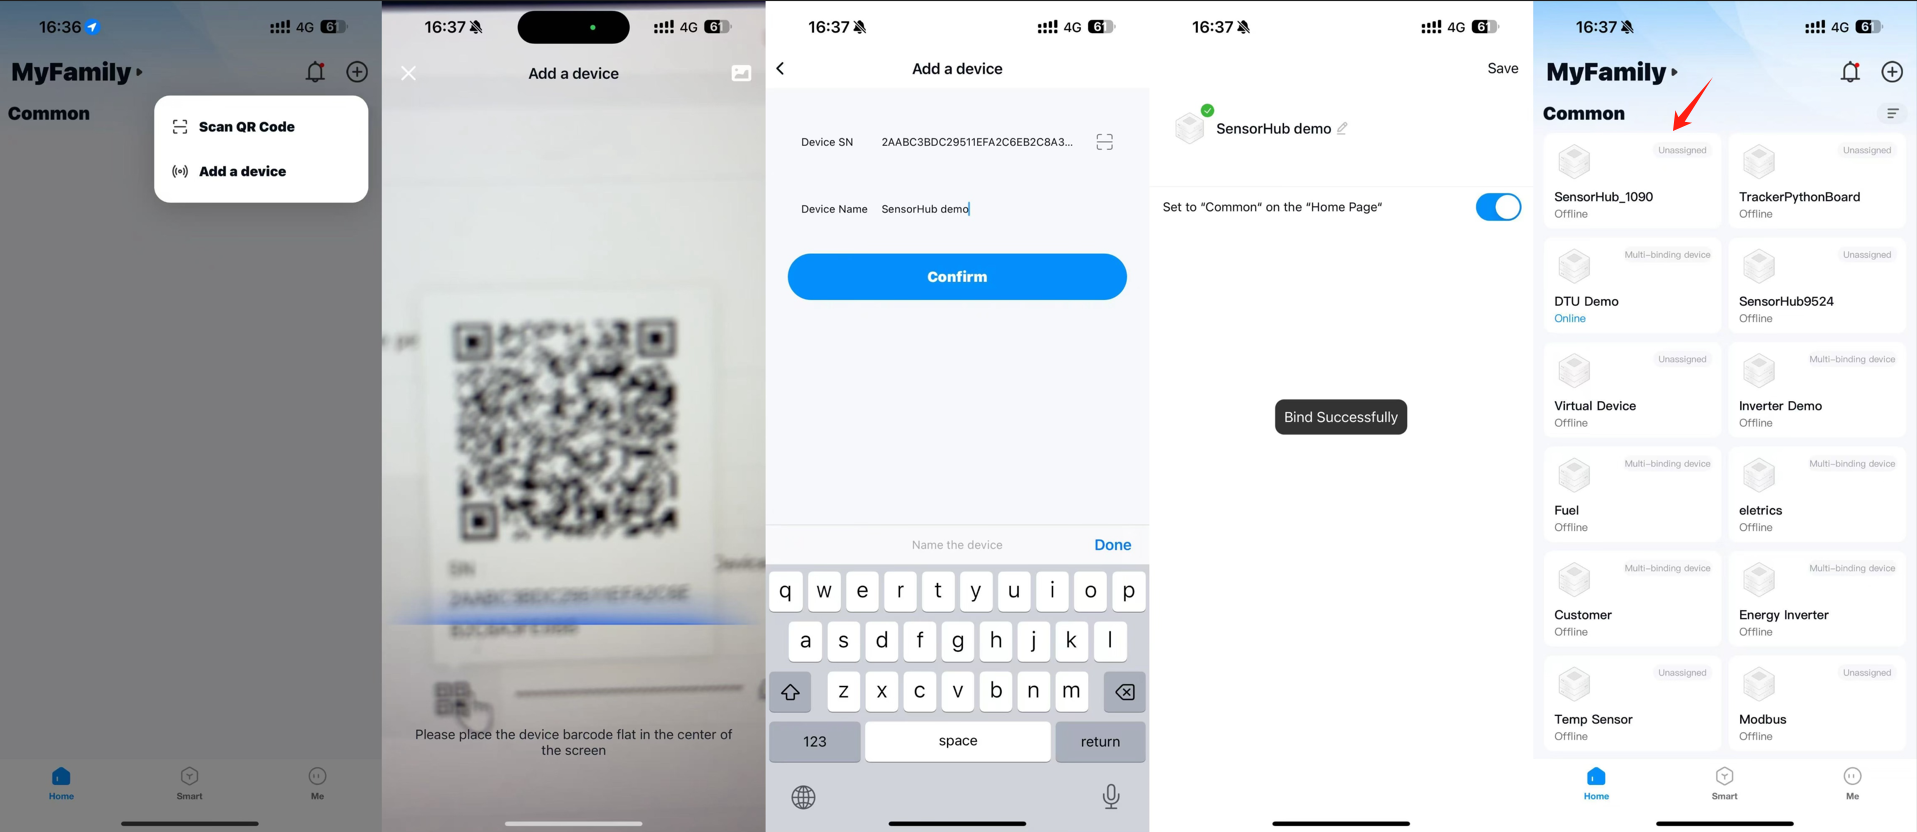 16:36
4G 61
MyFamily
Common
Scan QR Code
Add a device
Home
Smart
Me
16:37
4G 61
Add a device
SN
2AABC3BDC29511EFA2C6E
Please place the device barcode flat in the center of
the screen
16:37
4G 61
Add a device
Device SN 2AABC3BDC29511EFA2C6EB2C8A3...
Device Name SensorHub demo
Confirm
Name the device Done
q w e r t y u i o p
a s d f g h j k l
z x c v b n m
123 space return
16:37
4G 61
Save
SensorHub demo
Set to “Common“ on the “Home Page“
Bind Successfully
16:37
4G 61
MyFamily
Common
Unassigned
SensorHub_1090
Offline
Unassigned
TrackerPythonBoard
Offline
Multi-binding device
DTU Demo
Online
Unassigned
SensorHub9524
Offline
Unassigned
Virtual Device
Offline
Multi-binding device
Inverter Demo
Offline
Multi-binding device
Fuel
Offline
Multi-binding device
eletrics
Offline
Multi-binding device
Customer
Offline
Multi-binding device
Energy Inverter
Offline
Unassigned
Temp Sensor
Offline
Unassigned
Modbus
Offline
Home
Smart
Me